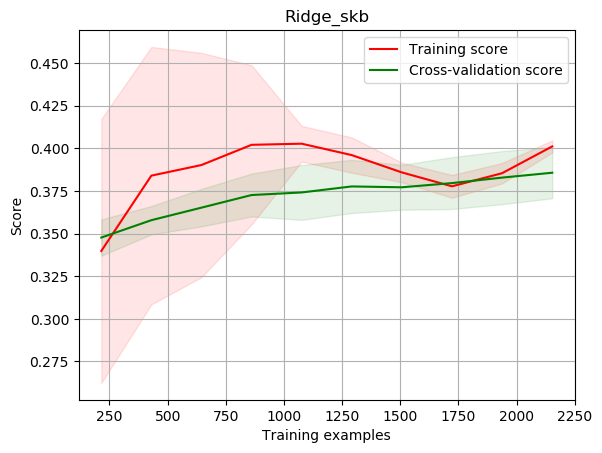 Ridge_skb
Training score
Cross-validation score
0.450
0.425
0.400
0.375
0.350
0.325
0.300
0.275
Score
250 500 750 1000 1250 1500 1750 2000 2250
Training examples